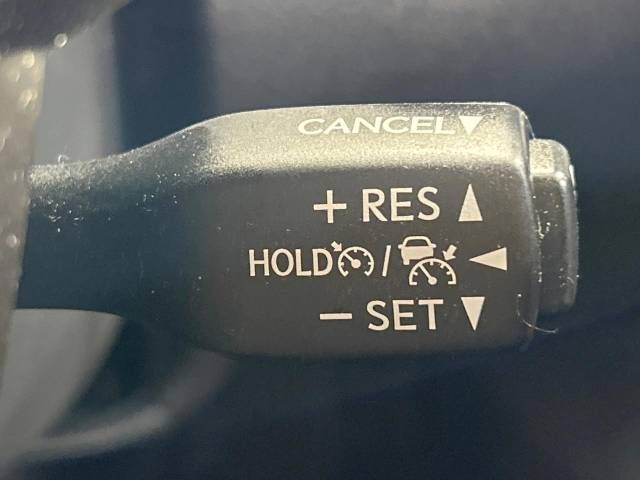 CANCEL▼
+ RES ▲
HOLD / ◀
− SET ▼